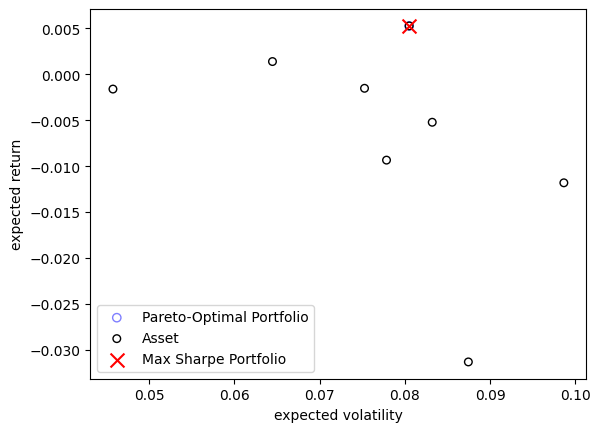 0.005
0.000
−0.005
−0.010
−0.015
−0.020
−0.025
−0.030
expected return
Pareto-Optimal Portfolio
Asset
Max Sharpe Portfolio
0.05 0.06 0.07 0.08 0.09 0.10
expected volatility